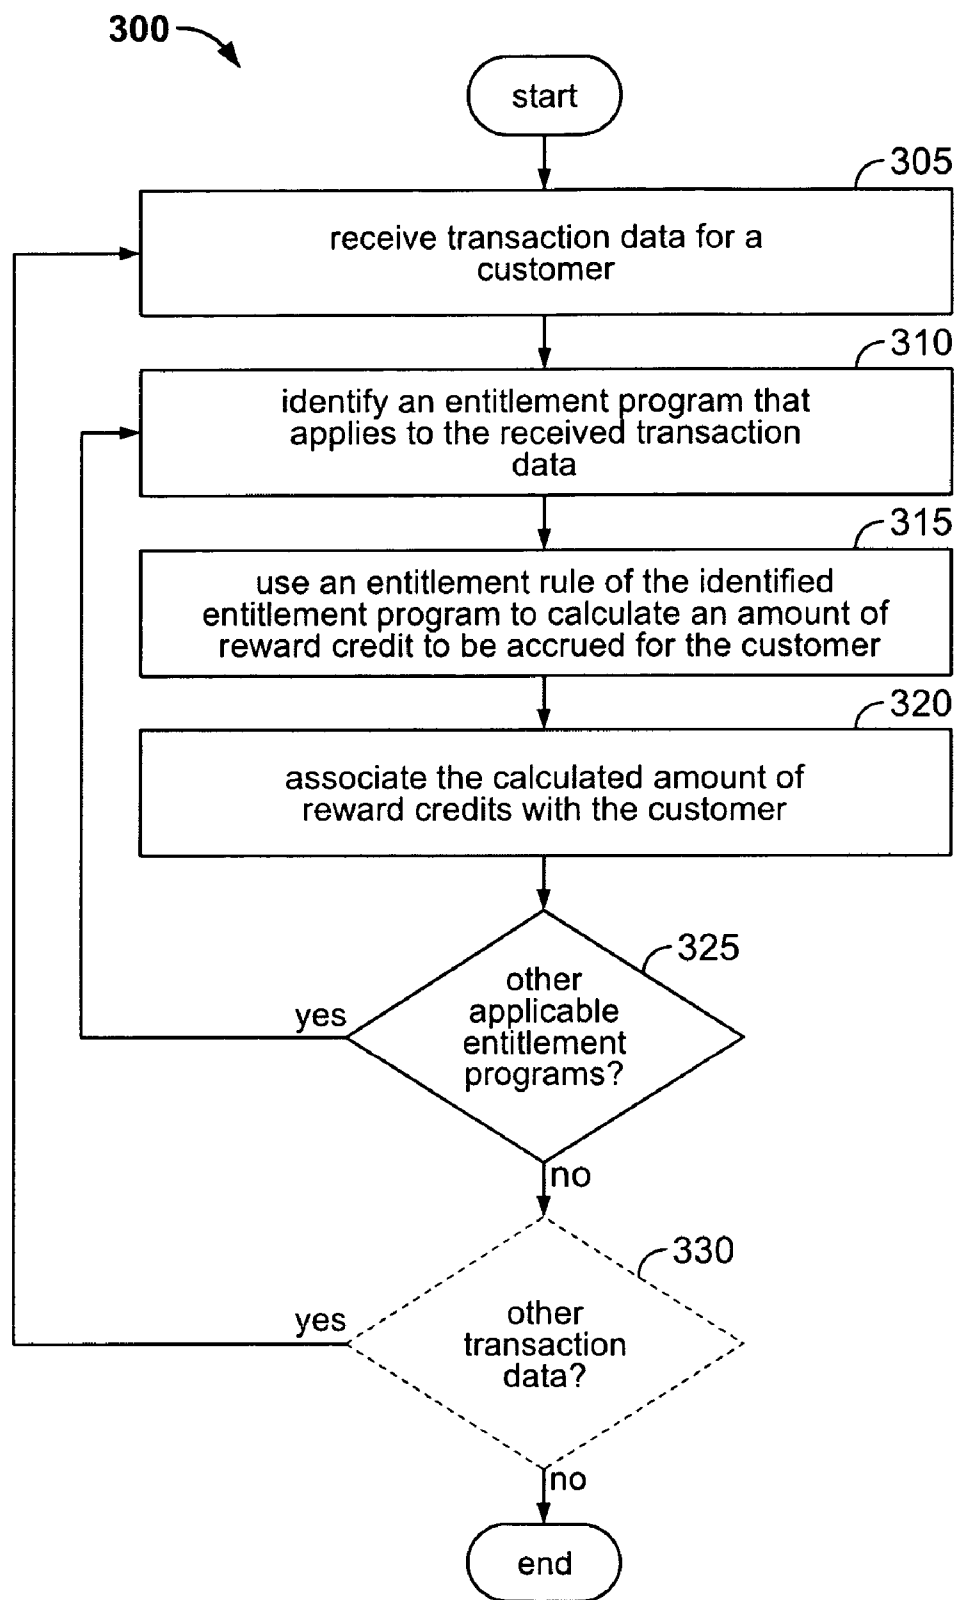 300
start
305
receive transaction data for a
customer
310
identify an entitlement program that
applies to the received transaction
data
315
use an entitlement rule of the identified
entitlement program to calculate an amount of
reward credit to be accrued for the customer
320
associate the calculated amount of
reward credits with the customer
325
other
applicable
entitlement
programs?
yes
no
330
other
transaction
data?
yes
no
end